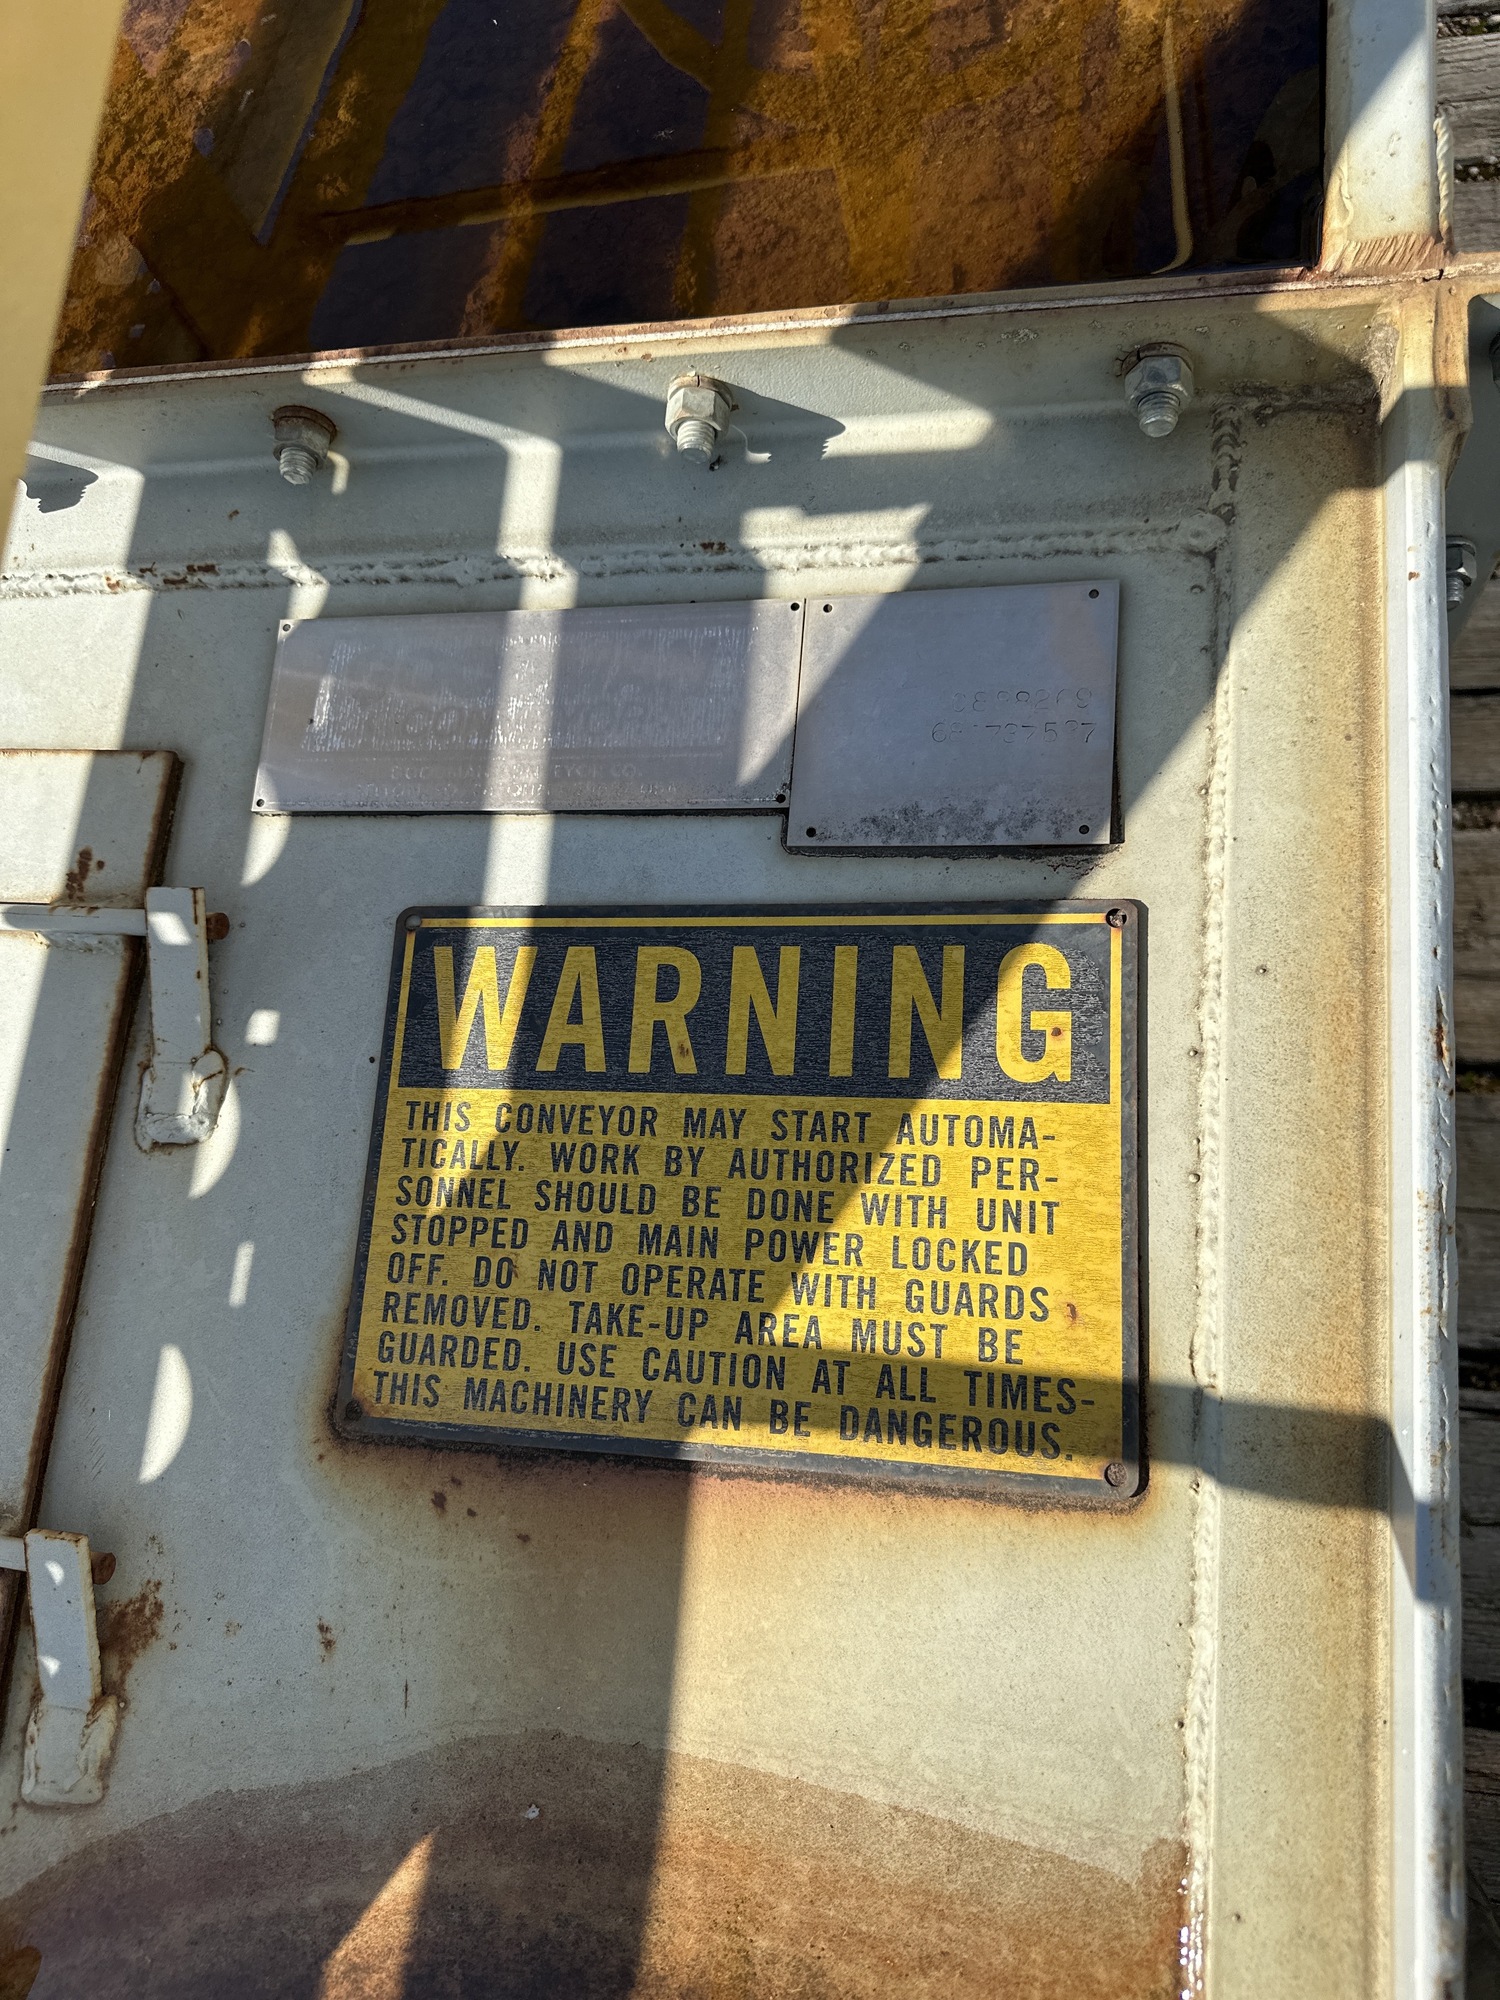 CONVEYOR
WARNING
THIS CONVEYOR MAY START AUTOMA-
TICALLY. WORK BY AUTHORIZED PER-
SONNEL SHOULD BE DONE WITH UNIT
STOPPED AND MAIN POWER LOCKED
OFF. DO NOT OPERATE WITH GUARDS
REMOVED. TAKE-UP AREA MUST BE
GUARDED. USE CAUTION AT ALL TIMES-
THIS MACHINERY CAN BE DANGEROUS.